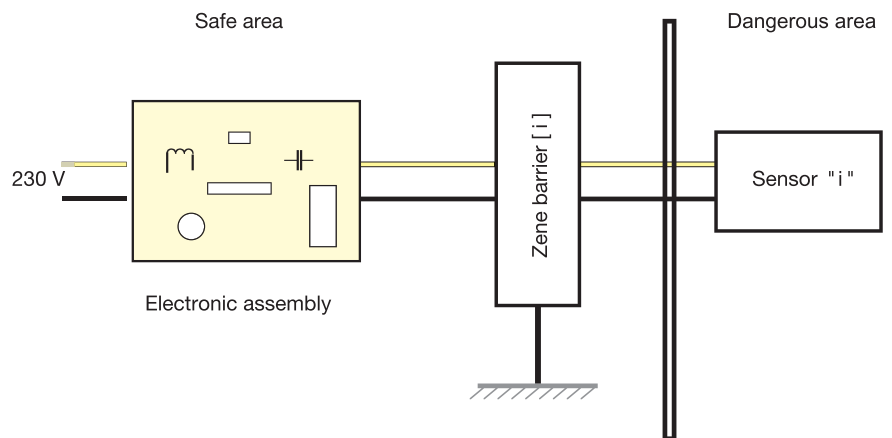 Safe area
Dangerous area
230 V
Zene barrier [ i ]
Sensor "i"
Electronic assembly